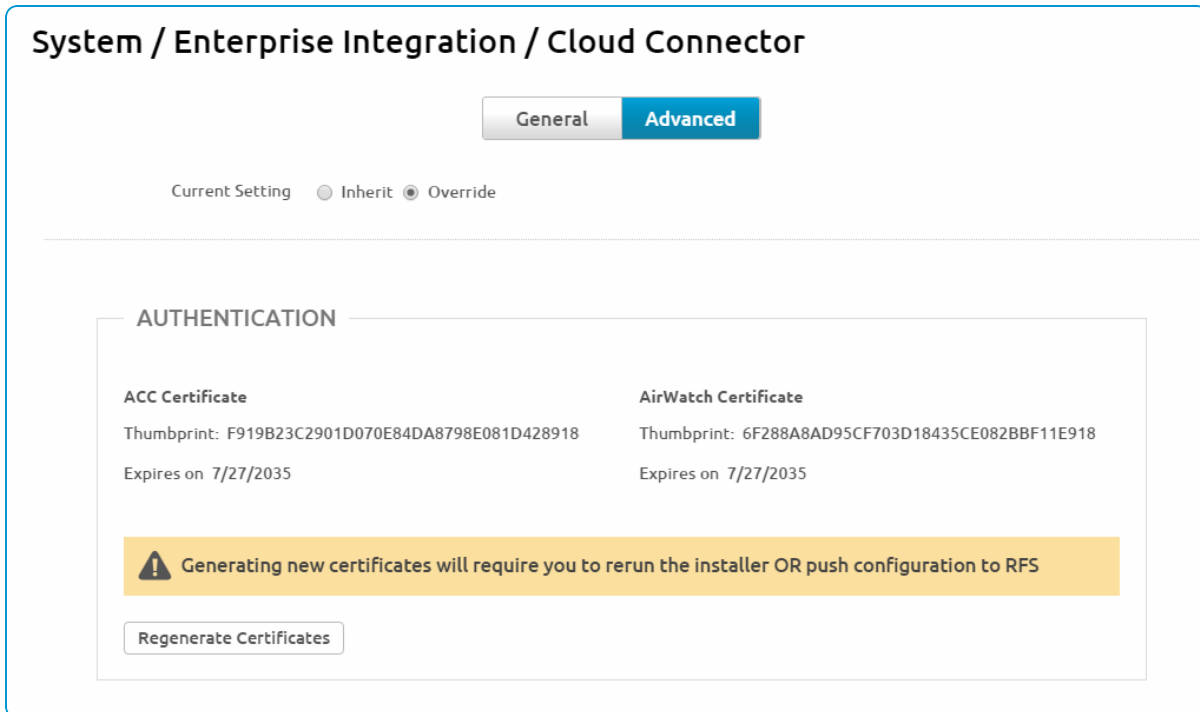 System / Enterprise Integration / Cloud Connector
General Advanced
Current Setting Inherit Override
AUTHENTICATION
ACC Certificate AirWatch Certificate
Thumbprint: F919B23C2901D070E84DA8798E081D428918 Thumbprint: 6F288A8AD95CF703D18435CE082BBF11E918
Expires on 7/27/2035 Expires on 7/27/2035
Generating new certificates will require you to rerun the installer OR push configuration to RFS
Regenerate Certificates